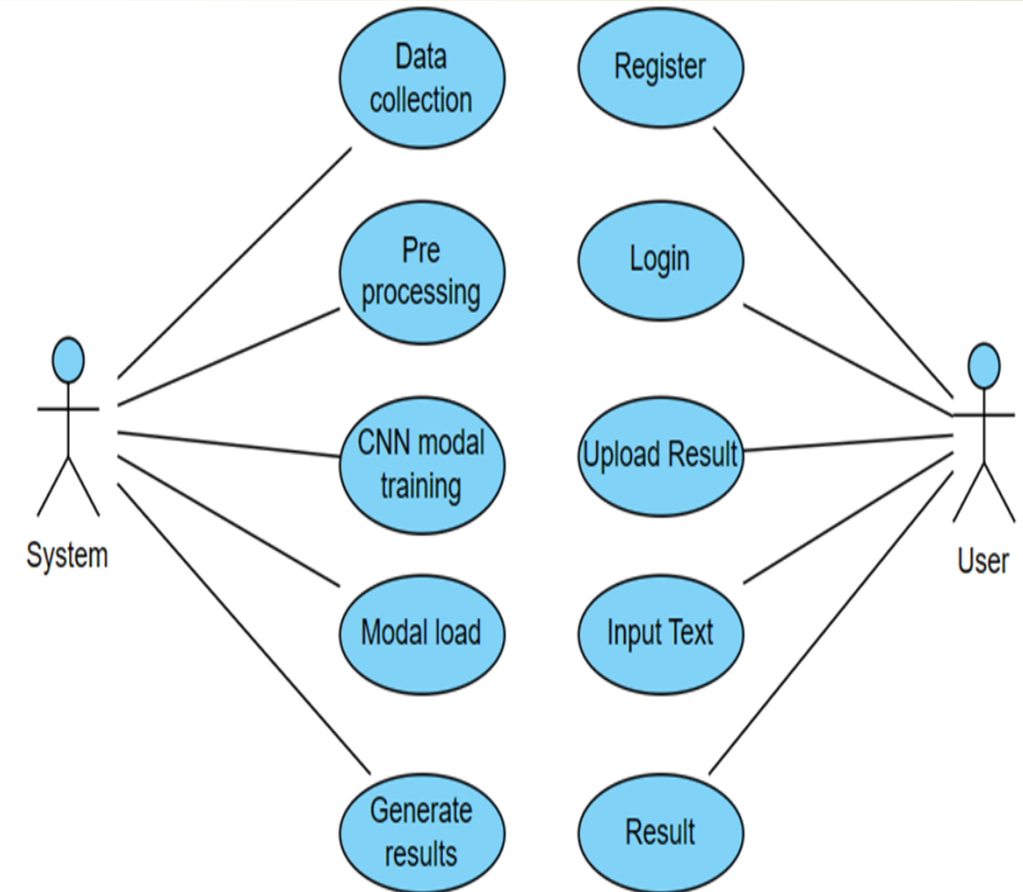 Data
collection
Register
Pre
processing
Login
CNN modal
training
Upload Result
System
User
Modal load
Input Text
Generate
results
Result